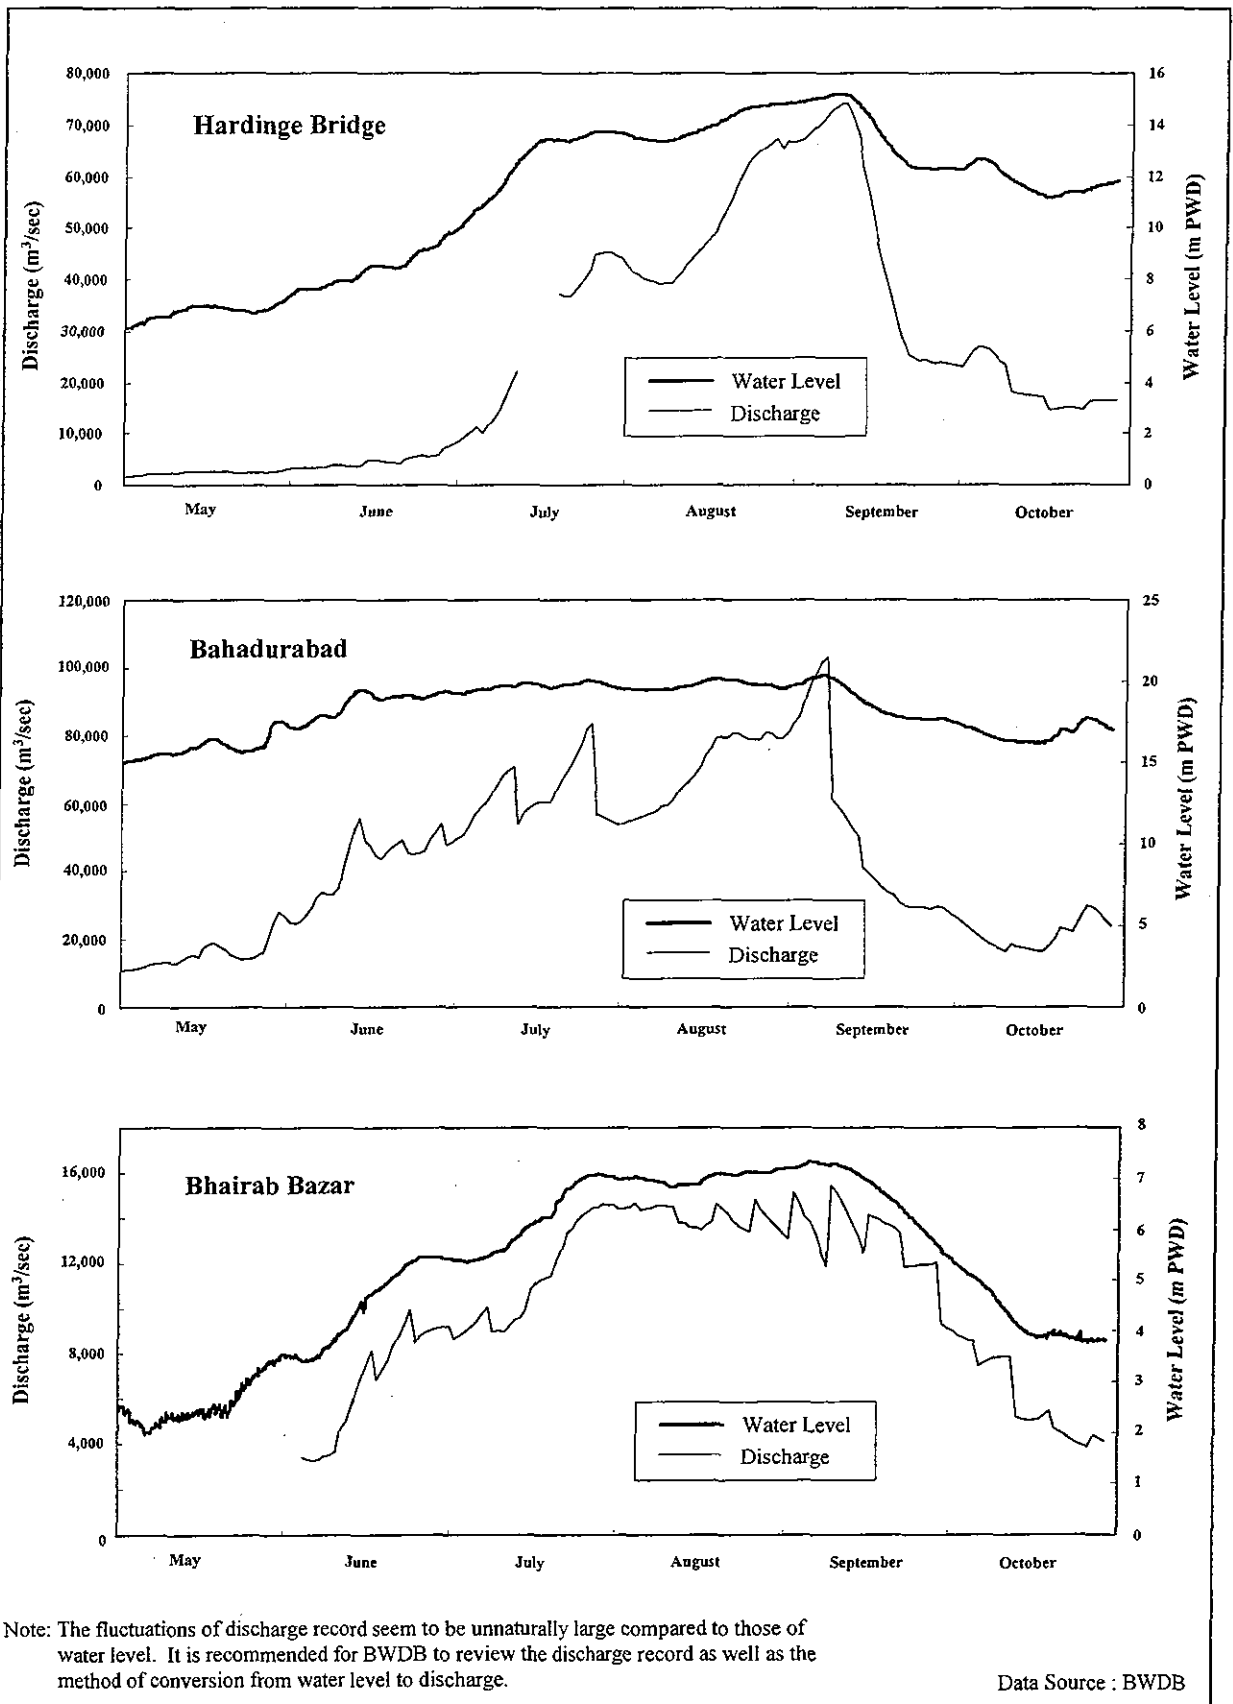 Hardinge Bridge
Discharge (m³/sec)
80,000
70,000
60,000
50,000
40,000
30,000
20,000
10,000
0
Water Level (m PWD)
16
14
12
10
8
6
4
2
0
Water Level
Discharge
May June July August September October
Bahadurabad
Discharge (m³/sec)
120,000
100,000
80,000
60,000
40,000
20,000
0
Water Level (m PWD)
25
20
15
10
5
0
Water Level
Discharge
May June July August September October
Bhairab Bazar
Discharge (m³/sec)
16,000
12,000
8,000
4,000
0
Water Level (m PWD)
8
7
6
5
4
3
2
1
0
Water Level
Discharge
May June July August September October
Note: The fluctuations of discharge record seem to be unnaturally large compared to those of
water level. It is recommended for BWDB to review the discharge record as well as the
method of conversion from water level to discharge.
Data Source : BWDB